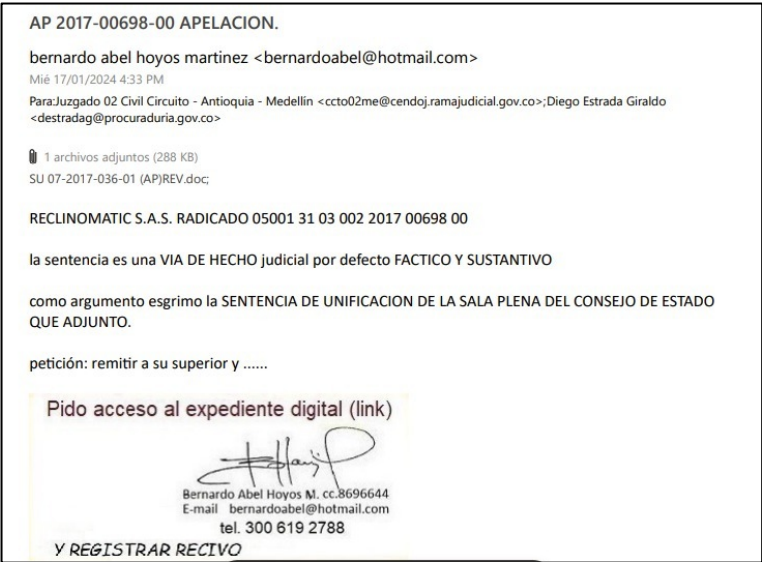 AP 2017-00698-00 APELACION.
bernardo abel hoyos martinez <bernardoabel@hotmail.com>
Mié 17/01/2024 4:33 PM
Para:Juzgado 02 Civil Circuito - Antioquia - Medellín <ccto02me@cendoj.ramajudicial.gov.co>;Diego Estrada Giraldo
<destradag@procuraduria.gov.co>
1 archivos adjuntos (288 KB)
SU 07-2017-036-01 (AP)REV.doc;
RECLINOMATIC S.A.S. RADICADO 05001 31 03 002 2017 00698 00
la sentencia es una VIA DE HECHO judicial por defecto FACTICO Y SUSTANTIVO
como argumento esgrimo la SENTENCIA DE UNIFICACION DE LA SALA PLENA DEL CONSEJO DE ESTADO
QUE ADJUNTO.
petición: remitir a su superior y ......
Pido acceso al expediente digital (link)
Bernardo Abel Hoyos M. cc.8696644
E-mail bernardoabel@hotmail.com
tel. 300 619 2788
Y REGISTRAR RECIVO